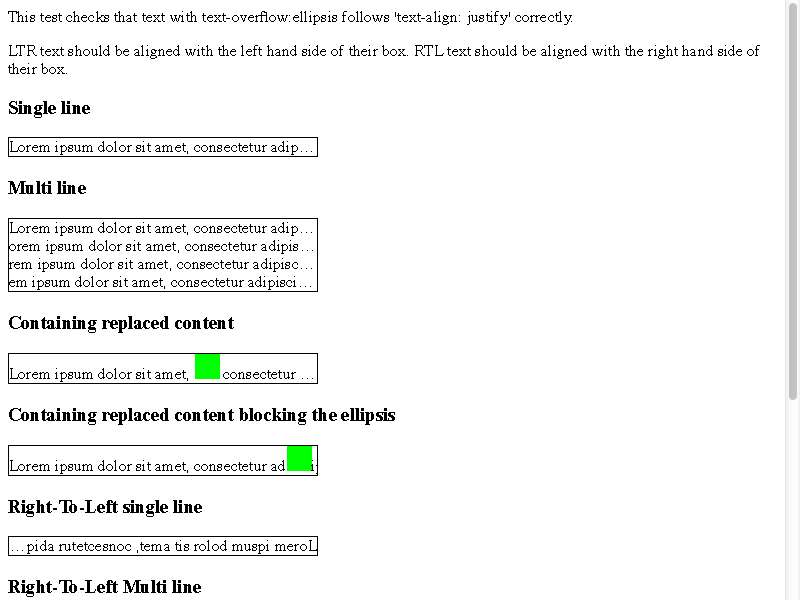 This test checks that text with text-overflow:ellipsis follows 'text-align: justify' correctly.
LTR text should be aligned with the left hand side of their box. RTL text should be aligned with the right hand side of
their box.
Single line
Lorem ipsum dolor sit amet, consectetur adip…
Multi line
Lorem ipsum dolor sit amet, consectetur adip…
orem ipsum dolor sit amet, consectetur adipis…
rem ipsum dolor sit amet, consectetur adipisc…
em ipsum dolor sit amet, consectetur adipisci…
Containing replaced content
Lorem ipsum dolor sit amet, consectetur …
Containing replaced content blocking the ellipsis
Lorem ipsum dolor sit amet, consectetur ad i
Right-To-Left single line
…pida rutetcesnoc ,tema tis rolod muspi meroL
Right-To-Left Multi line